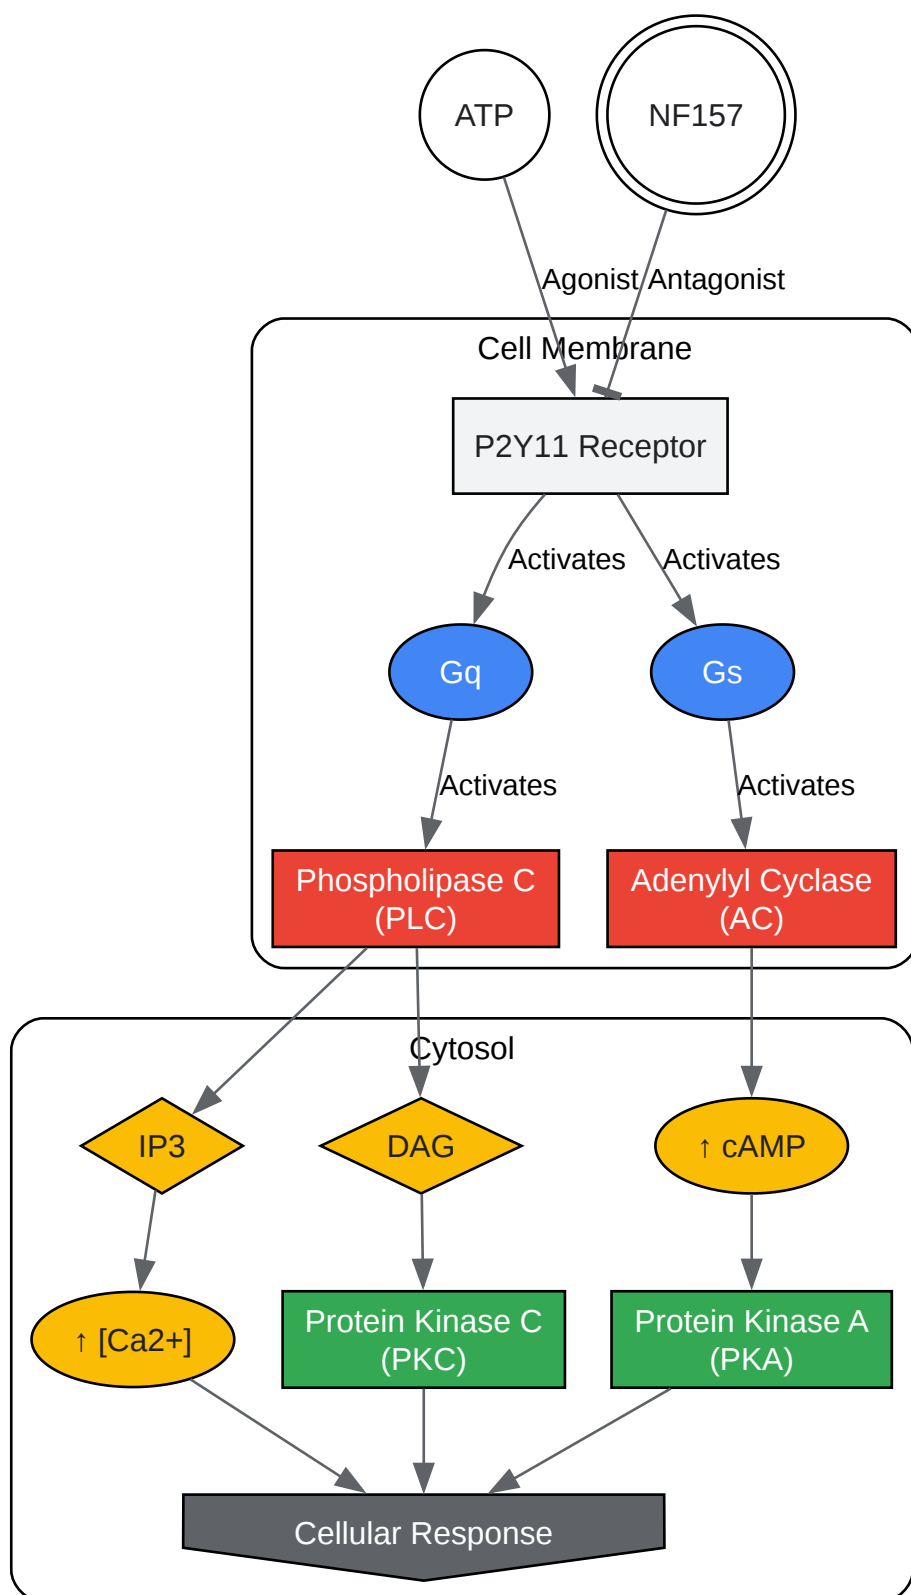 ATP
NF157
Agonist
Antagonist
Cell Membrane
P2Y11 Receptor
Activates
Activates
Gq
Gs
Activates
Activates
Phospholipase C
(PLC)
Adenylyl Cyclase
(AC)
Cytosol
IP3
DAG
↑ cAMP
↑ [Ca2+]
Protein Kinase C
(PKC)
Protein Kinase A
(PKA)
Cellular Response